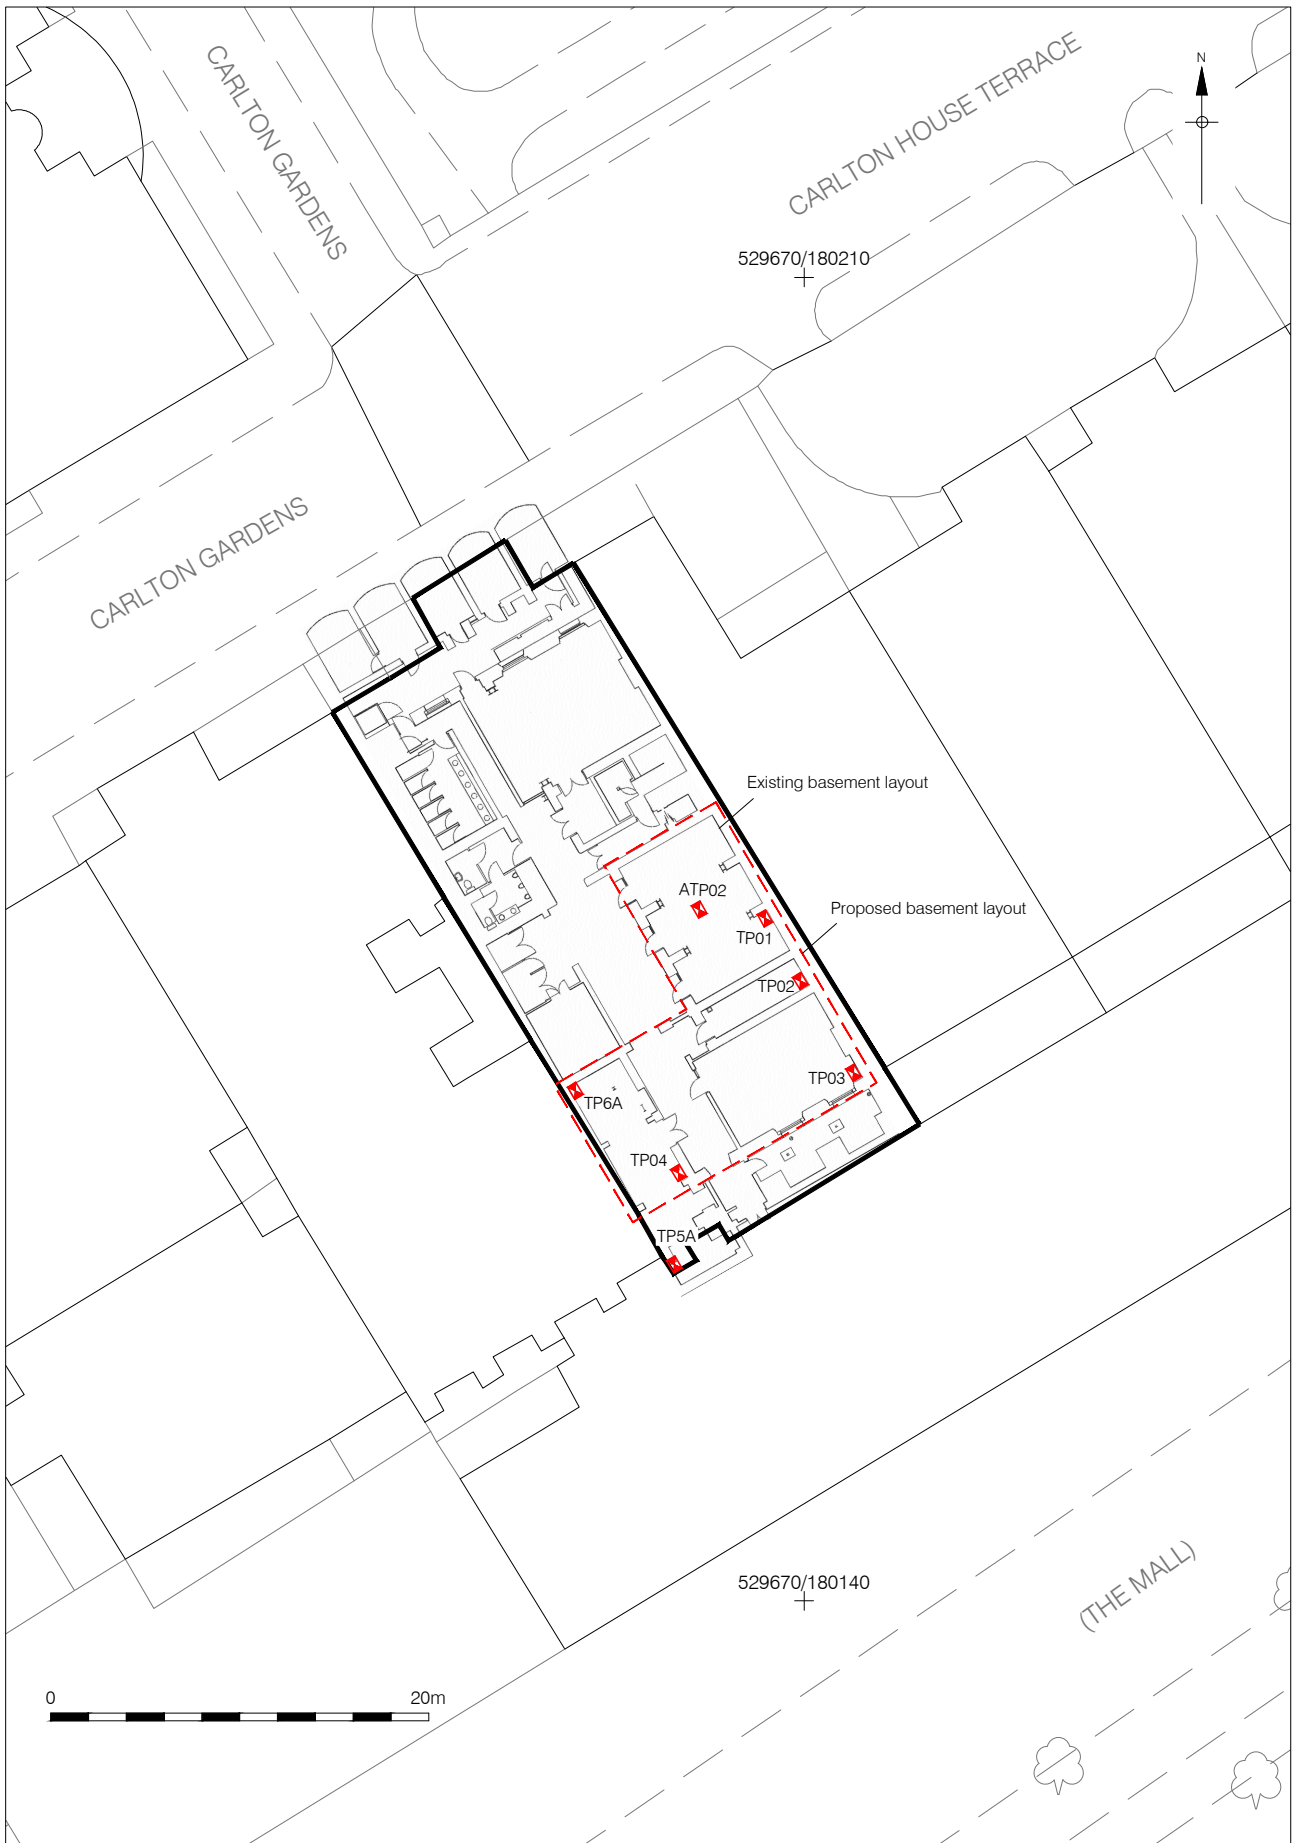 CARLTON GARDENS
CARLTON HOUSE TERRACE
N
529670/180210
CARLTON GARDENS
Existing basement layout
ATP02
Proposed basement layout
TP01
TP02
TP03
TP6A
TP04
TP5A
529670/180140
(THE MALL)
0 20m